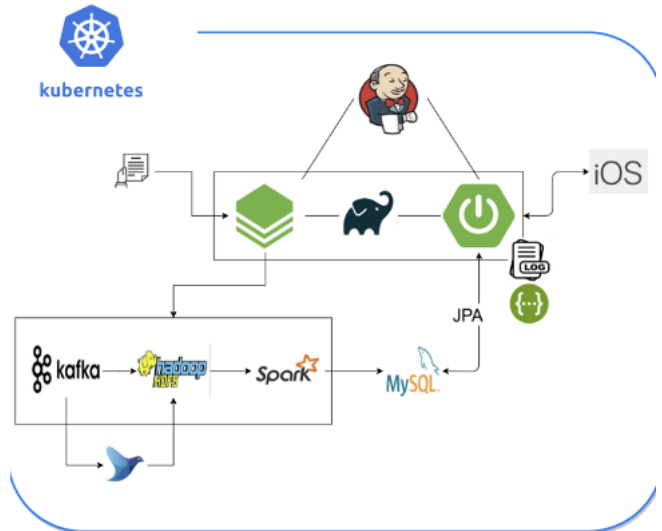 kubernetes
iOS
LOG
{...}
JPA
kafka
hadoop
HDFS
Spark
MySQL